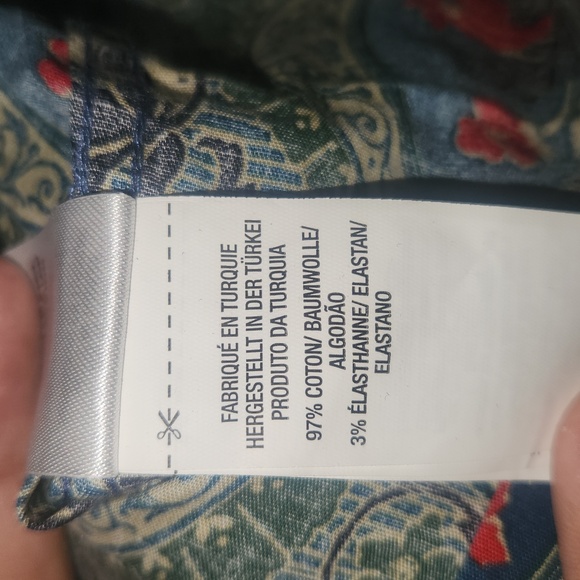 FABRIQUÉ EN TURQUIE
HERGESTELLT IN DER TÜRKEI
PRODUTO DA TURQUIA
97% COTON/ BAUMWOLLE/
ALGODÃO
3% ÉLASTHANNE/ ELASTAN/
ELASTANO